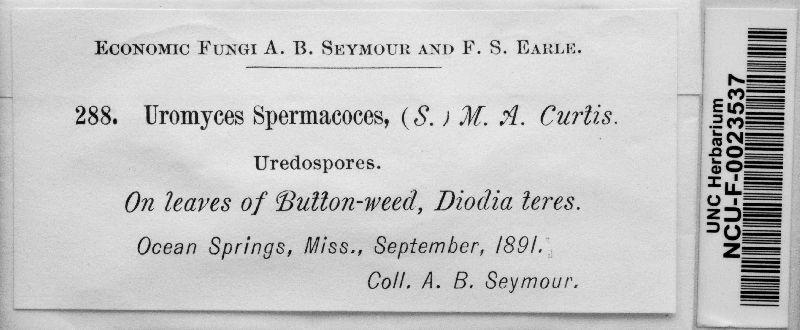 Economic Fungi A. B. Seymour and F. S. Earle.
288. Uromyces Spermacoces, (S.) M. A. Curtis.
Uredospores.
On leaves of Button-weed, Diodia teres.
Ocean Springs, Miss., September, 1891.
Coll. A. B. Seymour.
UNC Herbarium
NCU-F-0023537